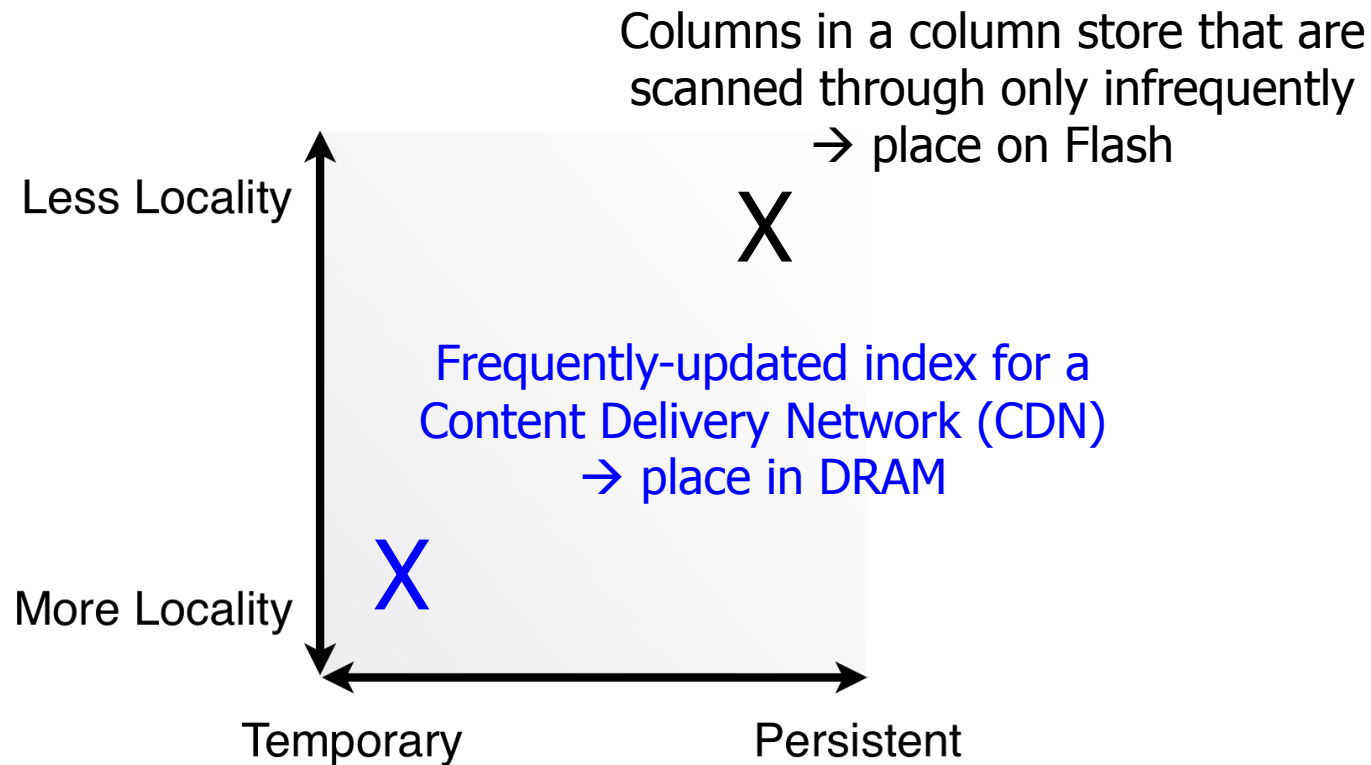 Columns in a column store that are
scanned through only infrequently
→ place on Flash
Less Locality
X
Frequently-updated index for a
Content Delivery Network (CDN)
→ place in DRAM
X
More Locality
Temporary
Persistent